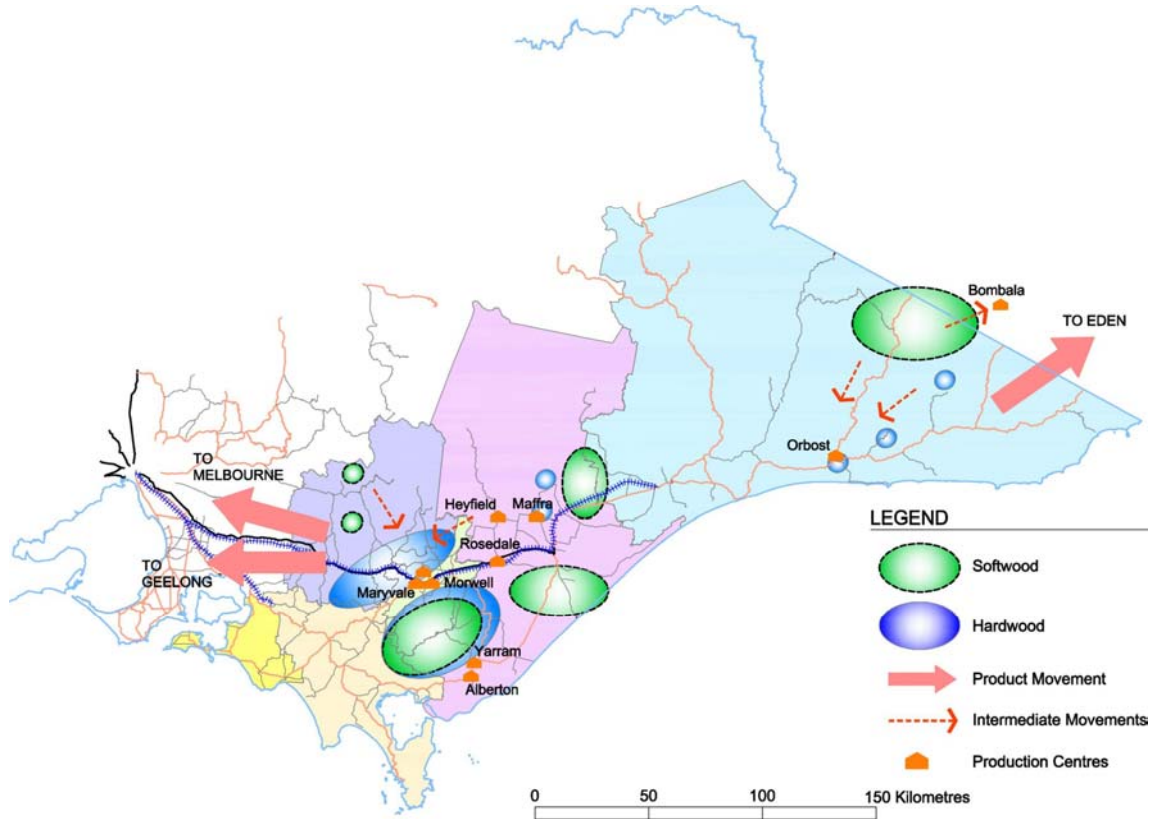 Bombala
TO EDEN
Orbost
TO
MELBOURNE
Heyfield
Maffra
Rosedale
TO
GEELONG
Maryvale
Morwell
Yarram
Alberton
LEGEND
Softwood
Hardwood
Product Movement
Intermediate Movements
Production Centres
0 50 100 150 Kilometres